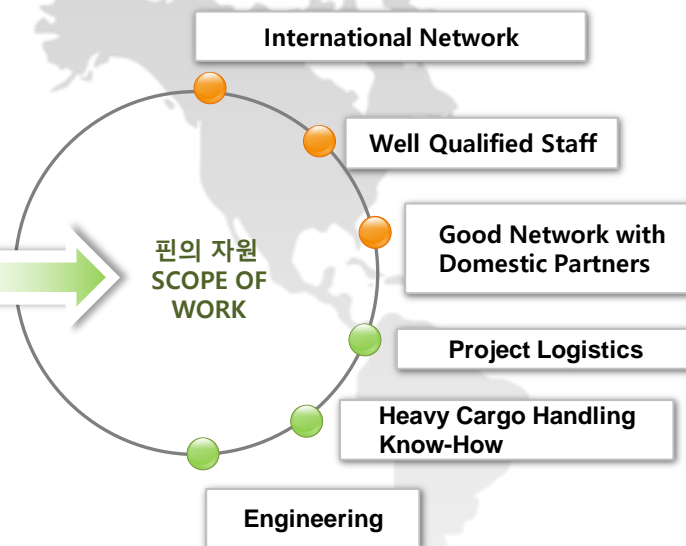 International Network
Well Qualified Staff
Good Network with
Domestic Partners
핀의 자원
SCOPE OF
WORK
Project Logistics
Heavy Cargo Handling
Know-How
Engineering